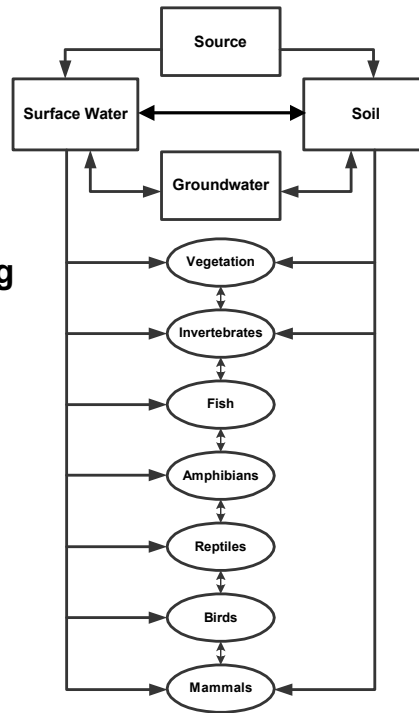 Source
Surface Water
Soil
Groundwater
g
Vegetation
Invertebrates
Fish
Amphibians
Reptiles
Birds
Mammals